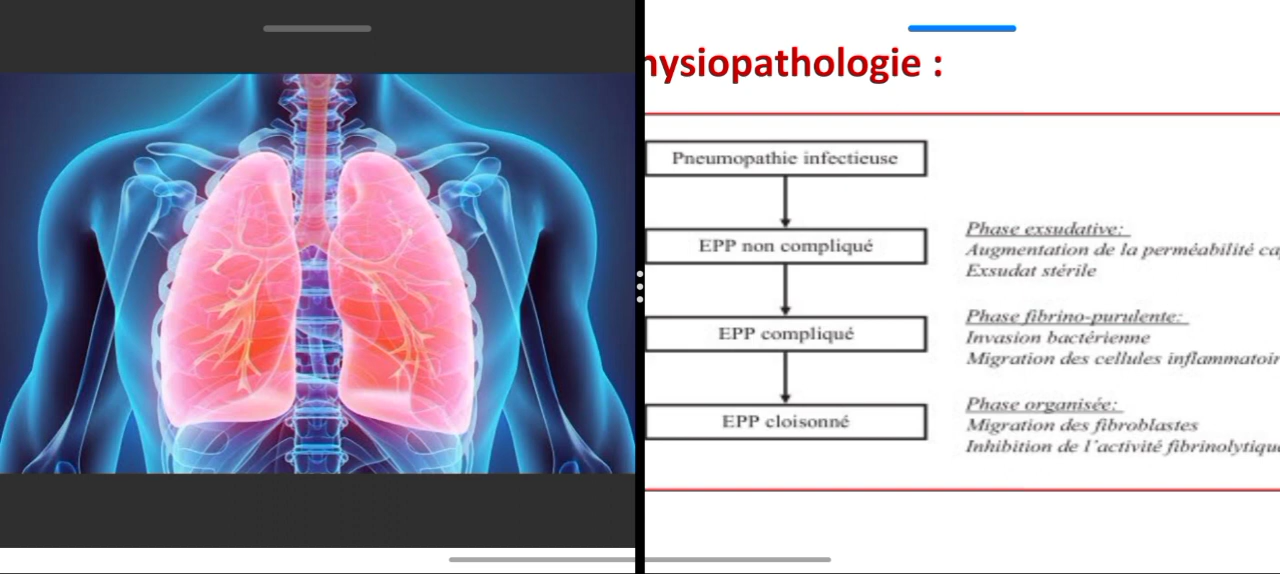 hysiopathologie :
Pneumopathie infectieuse
EPP non compliqué
Phase exsudative:
Augmentation de la perméabilité ca
Exsudat stérile
EPP compliqué
Phase fibrino-purulente:
Invasion bactérienne
Migration des cellules inflammatoir
EPP cloisonné
Phase organisée:
Migration des fibroblastes
Inhibition de l'activité fibrinolytique